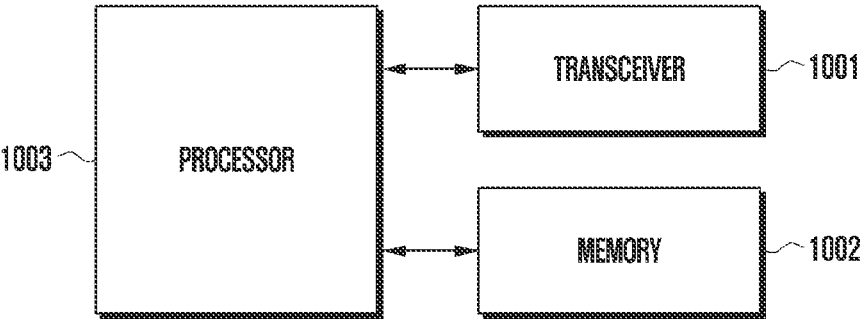 TRANSCEIVER
1001
1003
PROCESSOR
MEMORY
1002